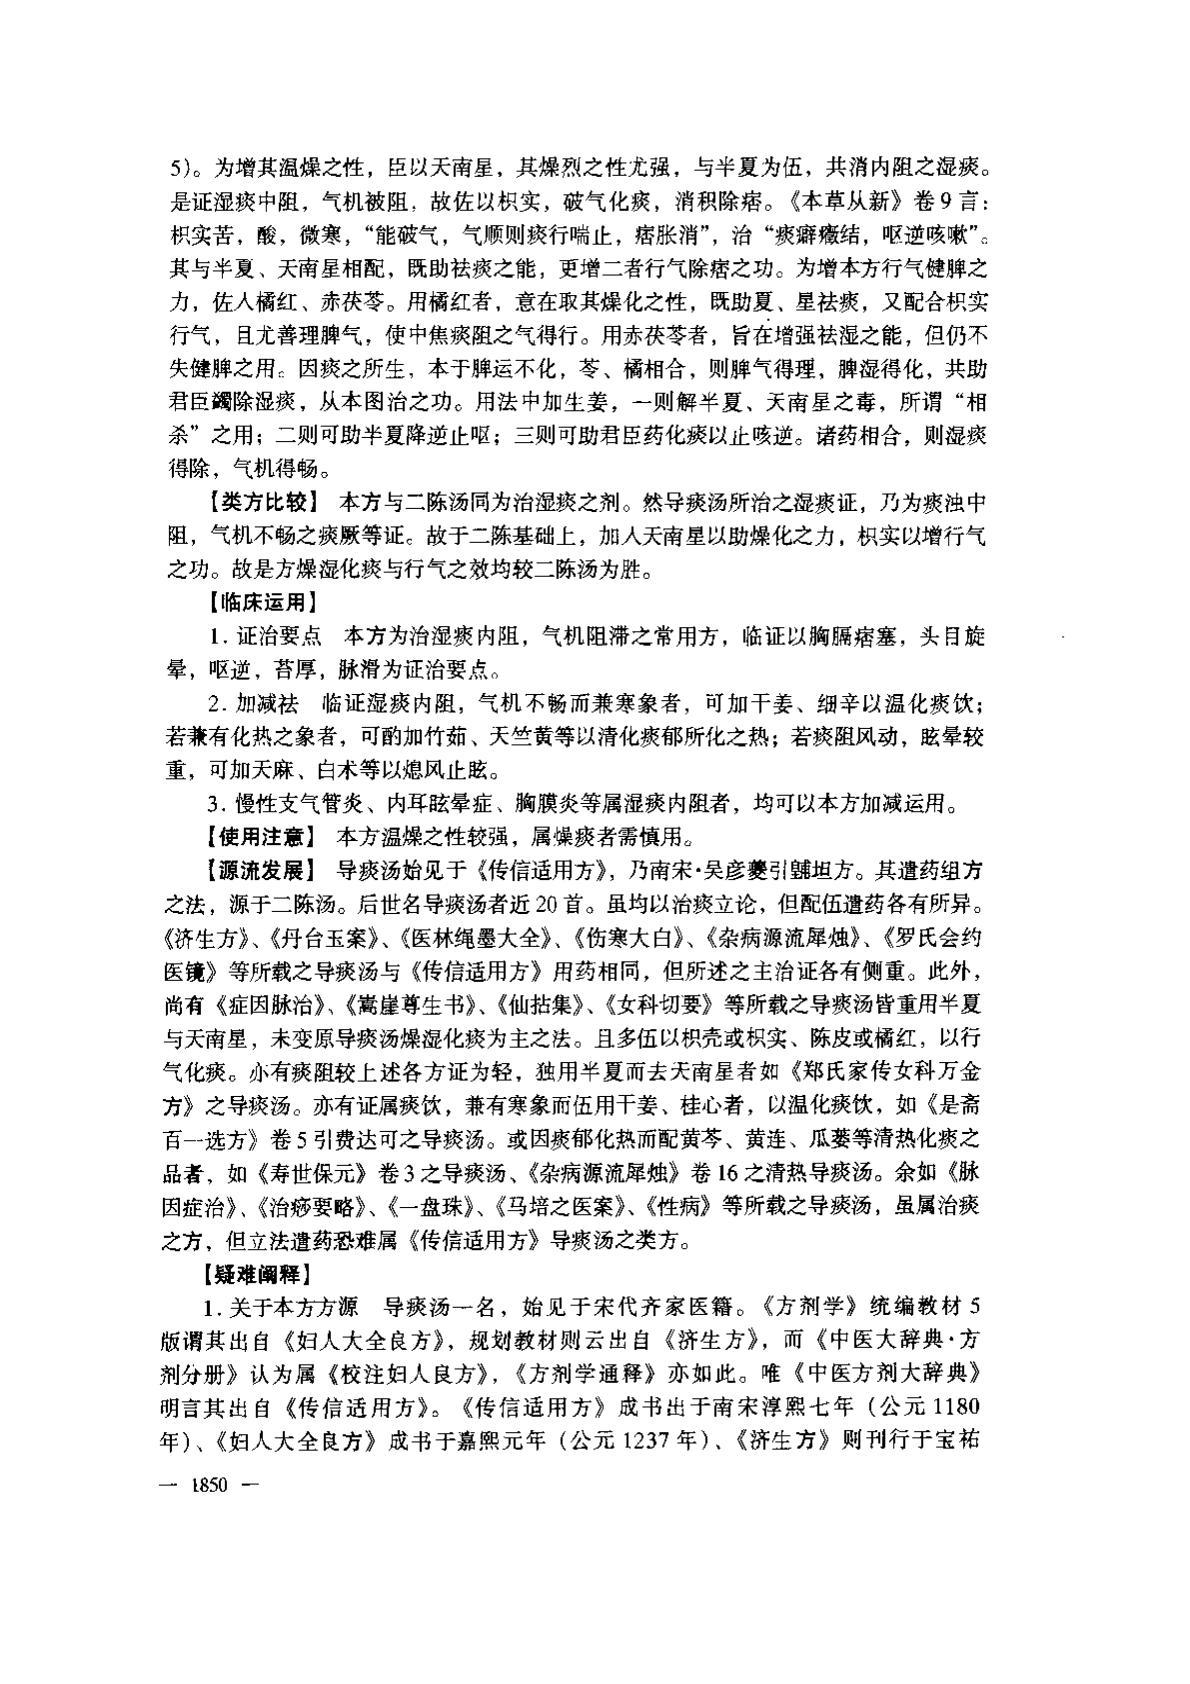 5)。为增其温燥之性，臣以天南星，其燥烈之性尤强，与半夏为伍，共消内阻之湿痰。
是证湿痰中阻，气机被阻，故佐以枳实，破气化痰，消积除痞。《本草从新》卷9言：
枳实苦，酸，微寒，“能破气，气顺则痰行喘止，痞胀消”，治“痰癖癥结，呕逆咳嗽”。
其与半夏、天南星相配，既助祛痰之能，更增二者行气除痞之功。为增本方行气健脾之
力，佐人橘红、赤茯苓。用橘红者，意在取其燥化之性，既助夏、星祛痰，又配合枳实
行气，且尤善理脾气，使中焦痰阻之气得行。用赤茯苓者，旨在增强祛湿之能，但仍不
失健脾之用。因痰之所生，本于脾运不化，苓、橘相合，则脾气得理，脾湿得化，共助
君臣蠲除湿痰，从本图治之功。用法中加生姜，一则解半夏、天南星之毒，所谓“相
杀”之用；二则可助半夏降逆止呕；三则可助君臣药化痰以止咳逆。诸药相合，则湿痰
得除，气机得畅。
【类方比较】 本方与二陈汤同为治湿痰之剂。然导痰汤所治之湿痰证，乃为痰浊中
阻，气机不畅之痰厥等证。故于二陈基础上，加人天南星以助燥化之力，枳实以增行气
之功。故是方燥湿化痰与行气之效均较二陈汤为胜。
【临床运用】
1. 证治要点 本方为治湿痰内阻，气机阻滞之常用方，临证以胸膈痞塞，头目旋
晕，呕逆，苔厚，脉滑为证治要点。
2. 加减祛 临证湿痰内阻，气机不畅而兼寒象者，可加干姜、细辛以温化痰饮；
若兼有化热之象者，可酌加竹茹、天竺黄等以清化痰郁所化之热；若痰阻风动，眩晕较
重，可加天麻、白术等以熄风止眩。
3. 慢性支气管炎、内耳眩晕症、胸膜炎等属湿痰内阻者，均可以本方加减运用。
【使用注意】 本方温燥之性较强，属燥痰者需慎用。
【源流发展】 导痰汤始见于《传信适用方》，乃南宋·吴彦夔引坦方。其遣药组方
之法，源于二陈汤。后世名导痰汤者近20首。虽均以治痰立论，但配伍遣药各有所异。
《济生方》、《丹台玉案》、《医林绳墨大全》、《伤寒大白》、《杂病源流犀烛》、《罗氏会约
医镜》等所载之导痰汤与《传信适用方》用药相同，但所述之主治证各有侧重。此外，
尚有《症因脉治》、《嵩崖尊生书》、《仙拈集》、《女科切要》等所载之导痰汤皆重用半夏
与天南星，未变原导痰汤燥湿化痰为主之法。且多伍以枳壳或枳实、陈皮或橘红，以行
气化痰。亦有痰阻较上述各方证为轻，独用半夏而去天南星者如《郑氏家传女科万金
方》之导痰汤。亦有证属痰饮，兼有寒象而伍用干姜、桂心者，以温化痰饮，如《是斋
百一选方》卷5引费达可之导痰汤。或因痰郁化热而配黄芩、黄连、瓜蒌等清热化痰之
品者，如《寿世保元》卷3之导痰汤、《杂病源流犀烛》卷16之清热导痰汤。余如《脉
因症治》、《治痧要略》、《一盘珠》、《马培之医案》、《性病》等所载之导痰汤，虽属治痰
之方，但立法遣药恐难属《传信适用方》导痰汤之类方。
【疑难阐释】
1. 关于本方方源 导痰汤一名，始见于宋代齐家医籍。《方剂学》统编教材5
版谓其出自《妇人大全良方》，规划教材则云出自《济生方》，而《中医大辞典·方
剂分册》认为属《校注妇人良方》，《方剂学通释》亦如此。唯《中医方剂大辞典》
明言其出自《传信适用方》。《传信适用方》成书出于南宋淳熙七年（公元1180
年）、《妇人大全良方》成书于嘉熙元年（公元1237年）、《济生方》则刊行于宝祐
— 1850 —